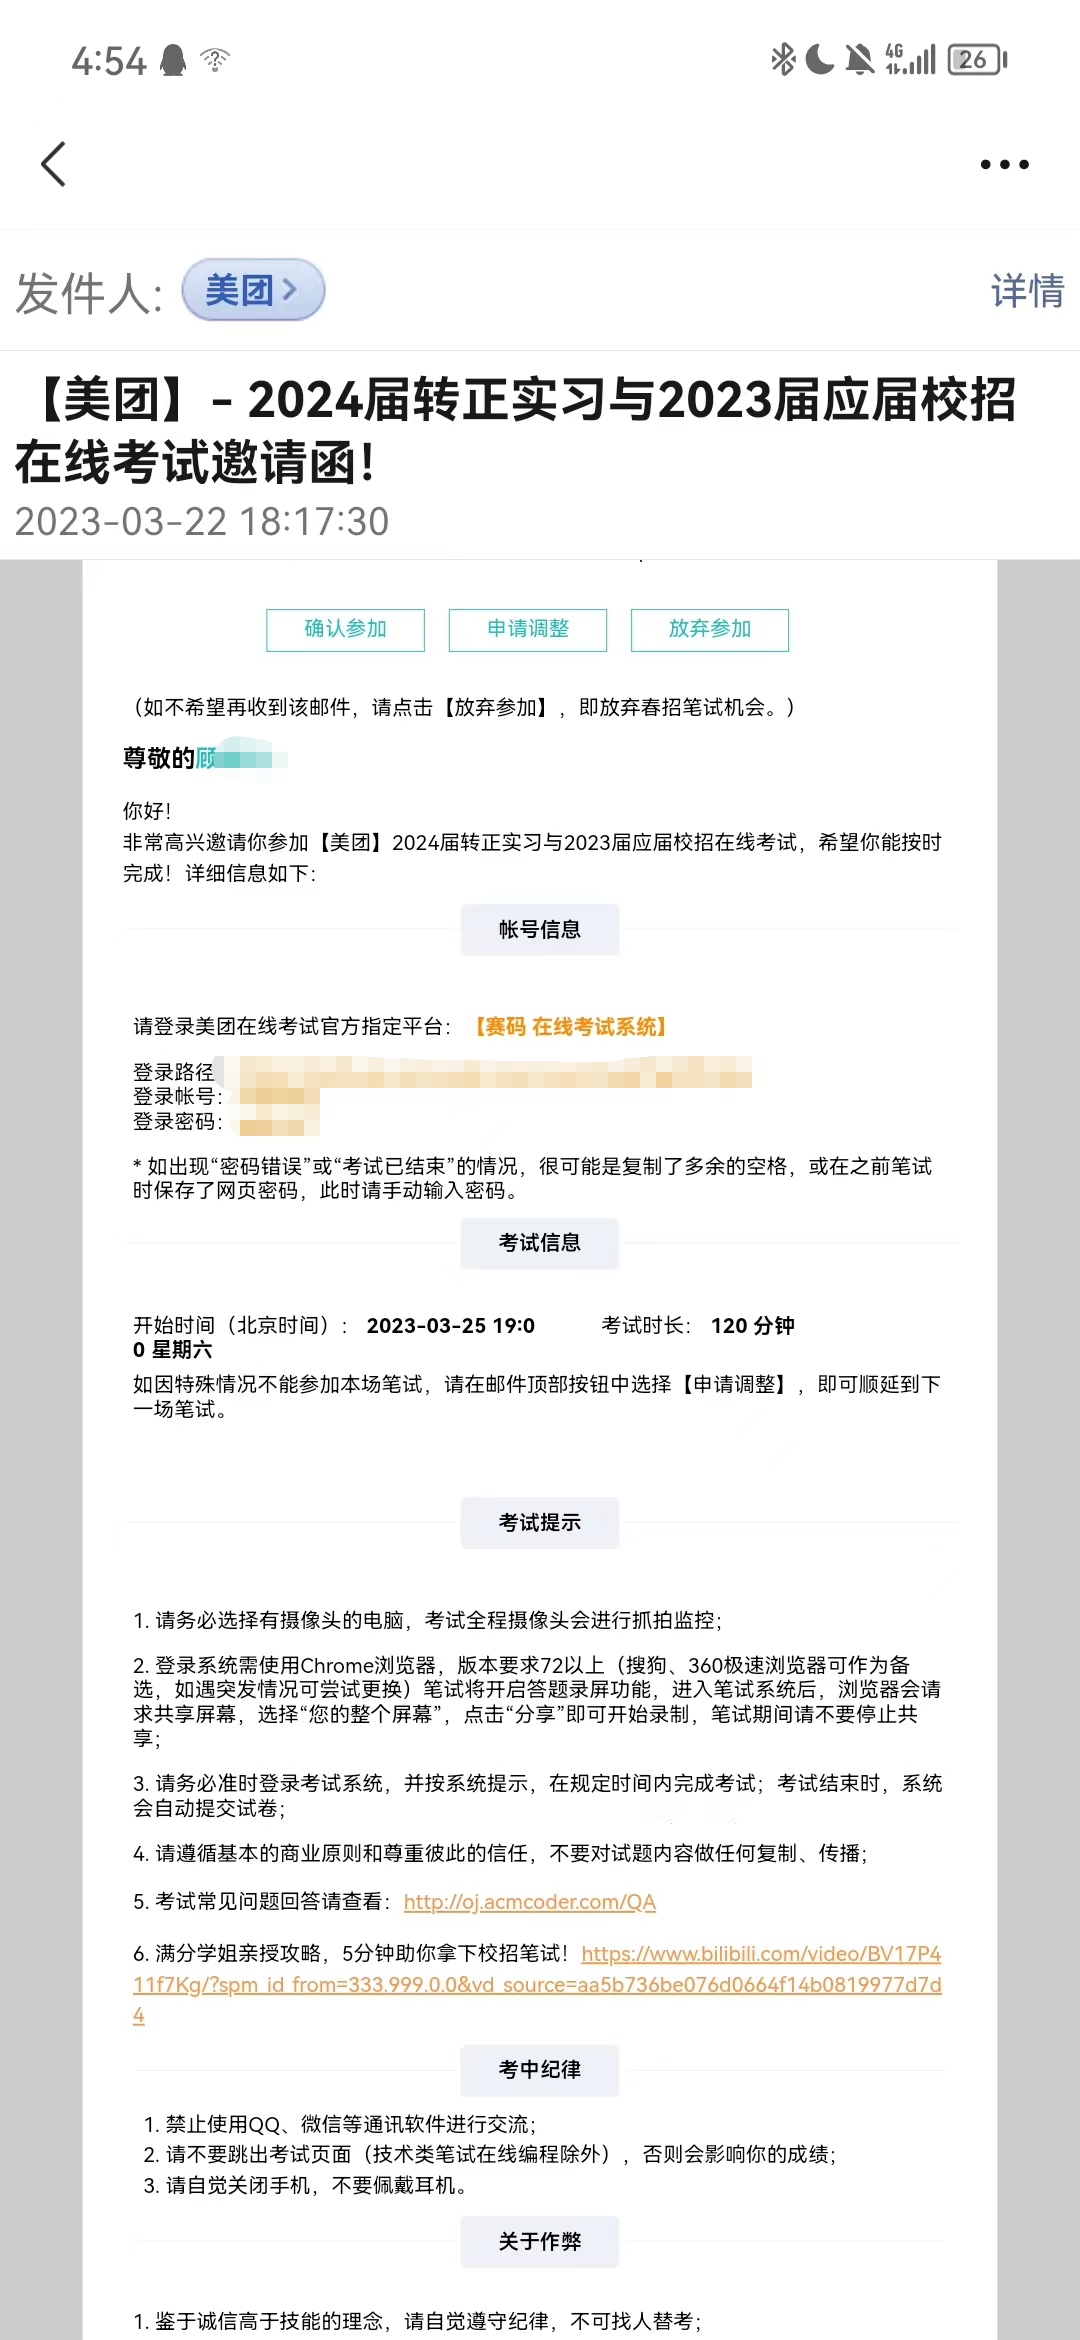 4:54
4G
26
发件人:
美团
详情
【美团】- 2024届转正实习与2023届应届校招
在线考试邀请函！
2023-03-22 18:17:30
确认参加
申请调整
放弃参加
（如不希望再收到该邮件，请点击【放弃参加】，即放弃春招笔试机会。）
尊敬的顾
你好！
非常高兴邀请你参加【美团】2024届转正实习与2023届应届校招在线考试，希望你能按时
完成！详细信息如下：
帐号信息
请登录美团在线考试官方指定平台： 【赛码 在线考试系统】
登录路径
登录帐号：
登录密码：
* 如出现“密码错误”或“考试已结束”的情况，很可能是复制了多余的空格，或在之前笔试
时保存了网页密码，此时请手动输入密码。
考试信息
开始时间（北京时间）： 2023-03-25 19:0 考试时长： 120 分钟
0 星期六
如因特殊情况不能参加本场笔试，请在邮件顶部按钮中选择【申请调整】，即可顺延到下
一场笔试。
考试提示
1. 请务必选择有摄像头的电脑，考试全程摄像头会进行抓拍监控；
2. 登录系统需使用Chrome浏览器，版本要求72以上（搜狗、360极速浏览器可作为备
选，如遇突发情况可尝试更换）笔试将开启答题录屏功能，进入笔试系统后，浏览器会请
求共享屏幕，选择“您的整个屏幕”，点击“分享”即可开始录制，笔试期间请不要停止共
享；
3. 请务必准时登录考试系统，并按系统提示，在规定时间内完成考试；考试结束时，系统
会自动提交试卷；
4. 请遵循基本的商业原则和尊重彼此的信任，不要对试题内容做任何复制、传播；
5. 考试常见问题回答请查看：http://oj.acmcoder.com/QA
6. 满分学姐亲授攻略，5分钟助你拿下校招笔试！https://www.bilibili.com/video/BV17P4
11f7Kg/?spm_id_from=333.999.0.0&vd_source=aa5b736be076d0664f14b0819977d7d
4
考中纪律
1. 禁止使用QQ、微信等通讯软件进行交流；
2. 请不要跳出考试页面（技术类笔试在线编程除外），否则会影响你的成绩；
3. 请自觉关闭手机，不要佩戴耳机。
关于作弊
1. 鉴于诚信高于技能的理念，请自觉遵守纪律，不可找人替考；